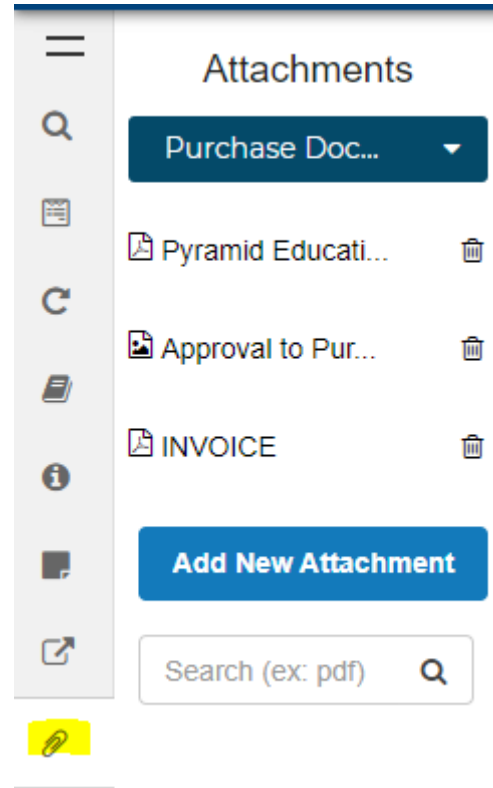 Attachments
Purchase Doc...
Pyramid Educati...
Approval to Pur...
INVOICE
Add New Attachment
Search (ex: pdf)